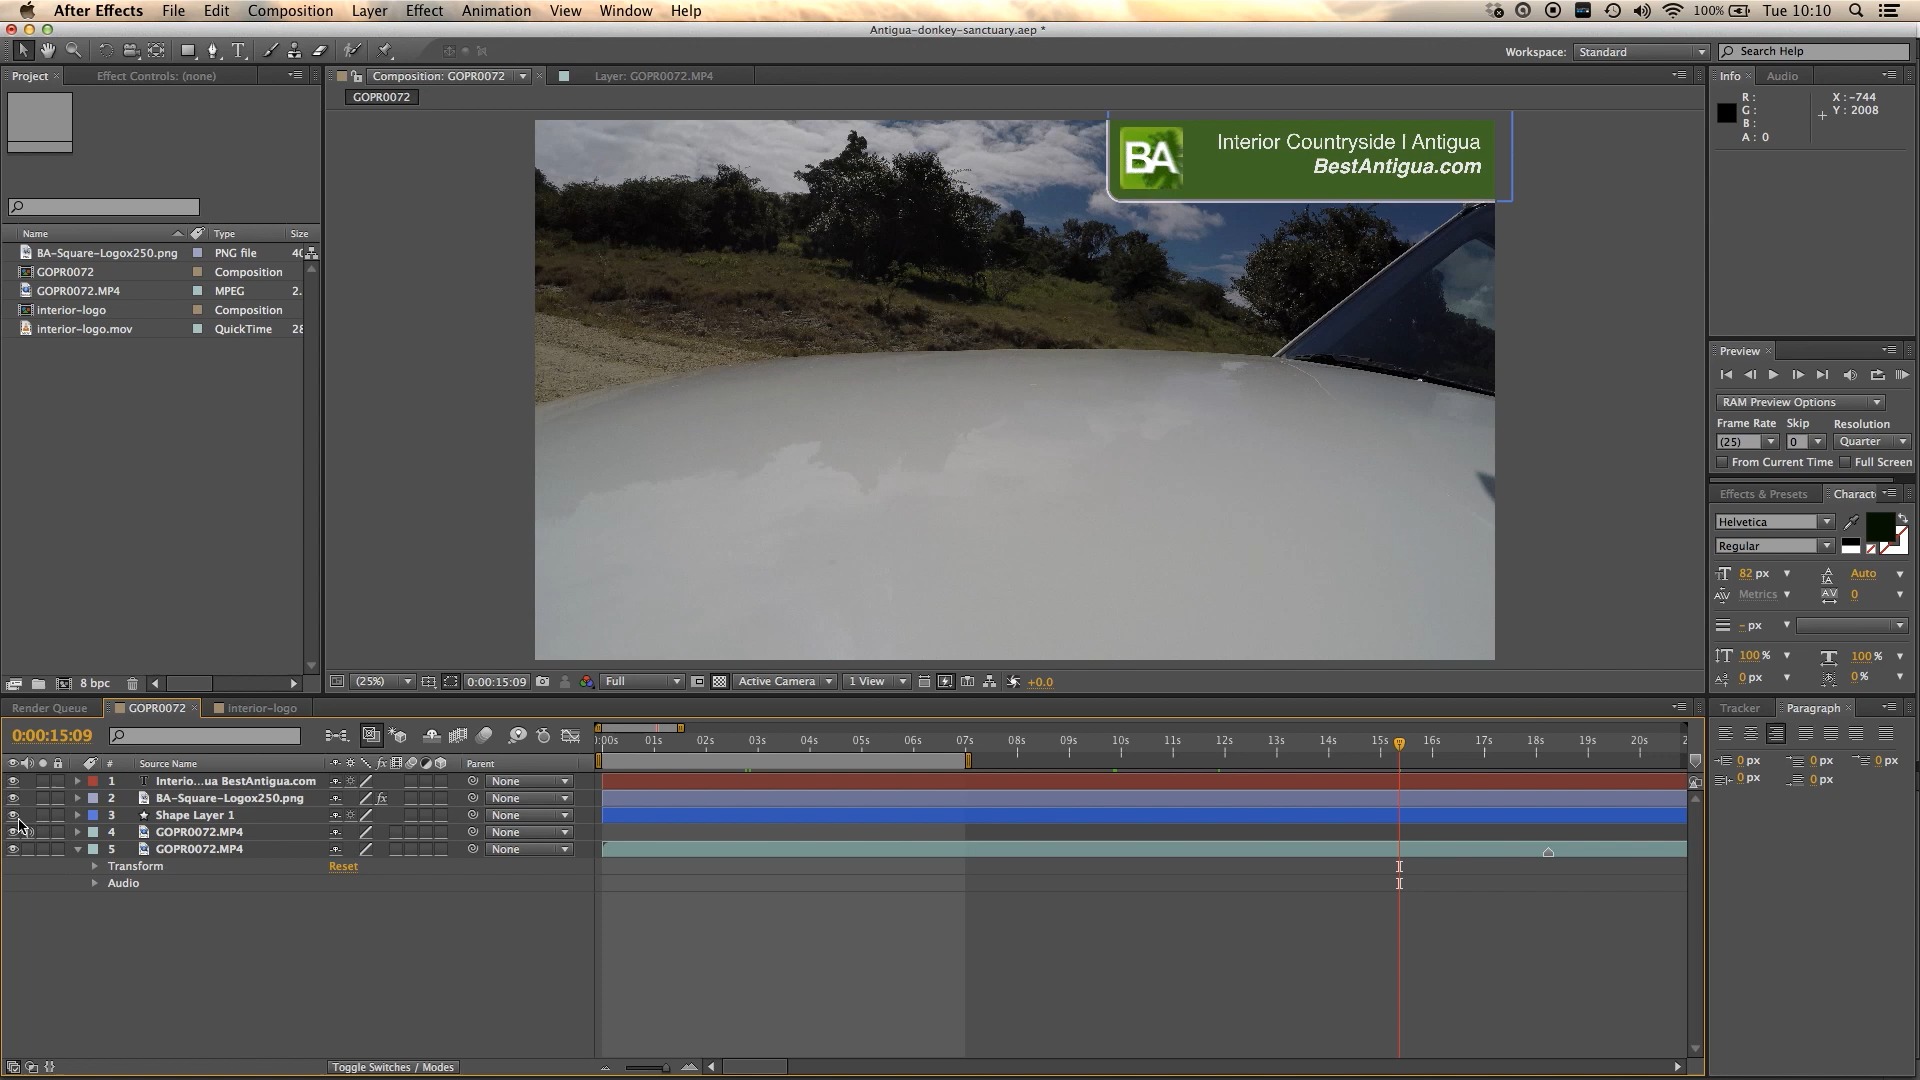 After Effects File Edit Composition Layer Effect Animation View Window Help 100% Tue 10:10
Antigua-donkey-sanctuary.aep *
Workspace: Standard Search Help
Project Effect Controls: (none) Composition: GOPR0072 Layer: GOPR0072.MP4 Info Audio
GOPR0072
R :
G :
B :
A : 0
X : -744
Y : 2008
BA
Interior Countryside I Antigua
BestAntigua.com
Name Type Size
BA-Square-Logox250.png PNG file 40
GOPR0072 Composition
GOPR0072.MP4 MPEG 2.
interior-logo Composition
interior-logo.mov QuickTime 28
Preview
RAM Preview Options
Frame Rate Skip Resolution
(25) 0 Quarter
From Current Time Full Screen
Effects & Presets Charact
Helvetica
Regular
82 px Auto
Metrics 0
- px
100 % 100 %
0 px 0 %
8 bpc
(25%) 0:00:15:09 Full Active Camera 1 View +0.0
Render Queue GOPR0072 interior-logo
Tracker Paragraph
0:00:15:09
:00s 01s 02s 03s 04s 05s 06s 07s 08s 09s 10s 11s 12s 13s 14s 15s 16s 17s 18s 19s 20s 2
# Source Name fx Parent
1 T Interio...ua BestAntigua.com None
2 BA-Square-Logox250.png fx None
3 Shape Layer 1 None
4 GOPR0072.MP4 None
5 GOPR0072.MP4 None
Transform Reset
Audio
0 px 0 px 0 px
0 px 0 px
Toggle Switches / Modes